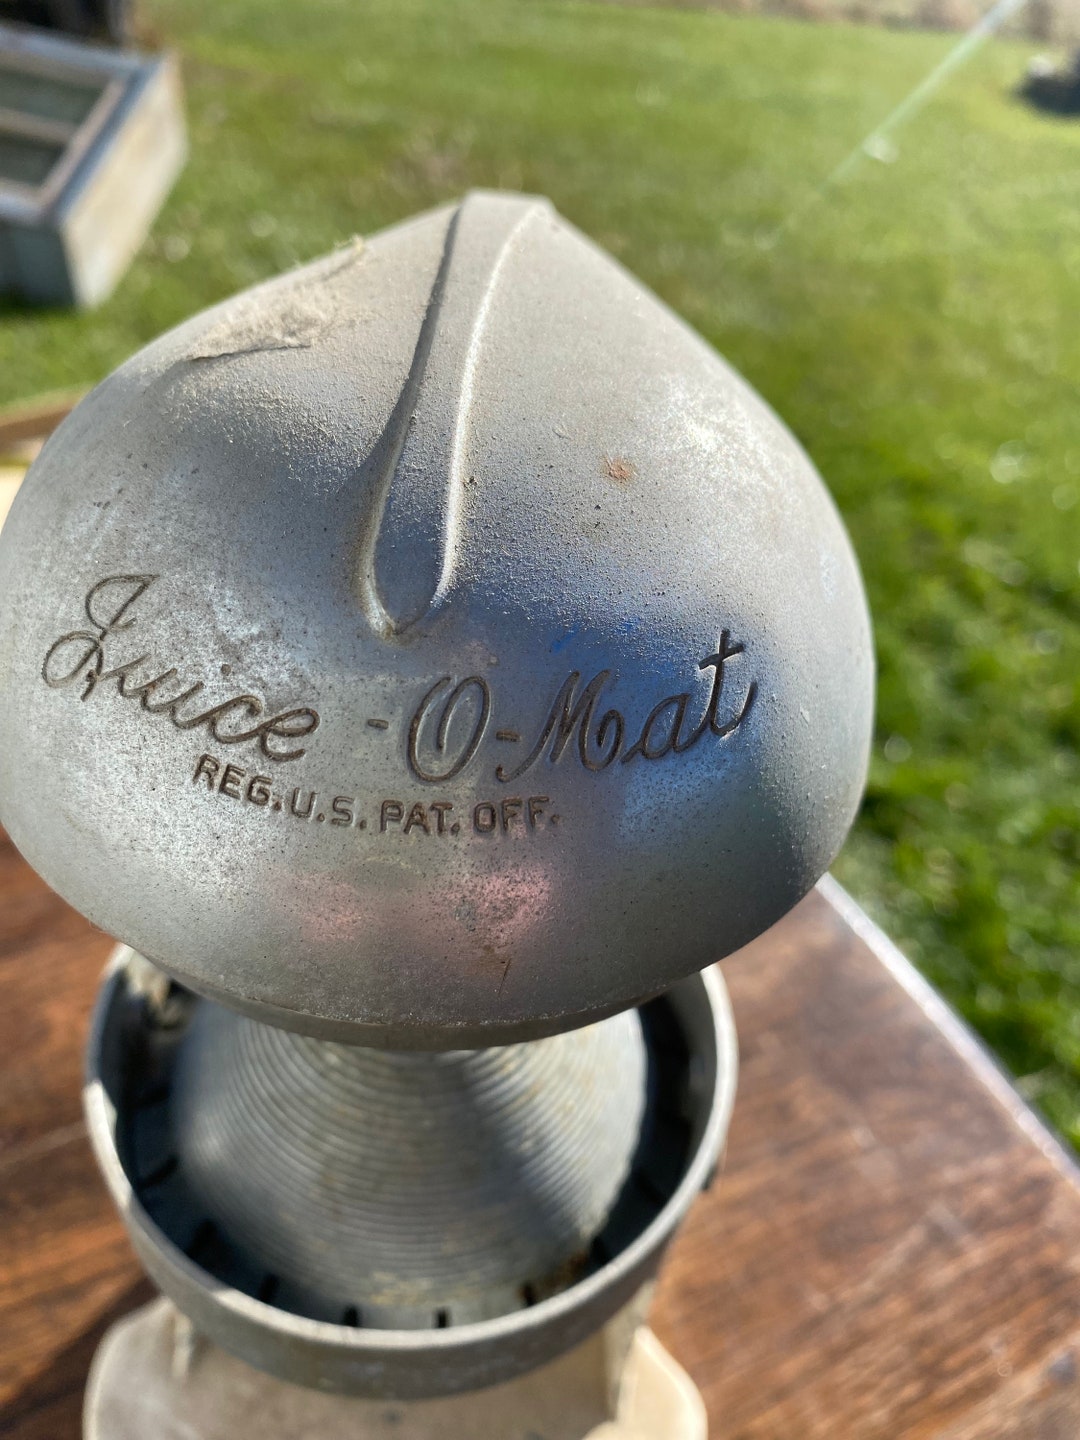 Juice-O-Mat
REG. U.S. PAT. OFF.